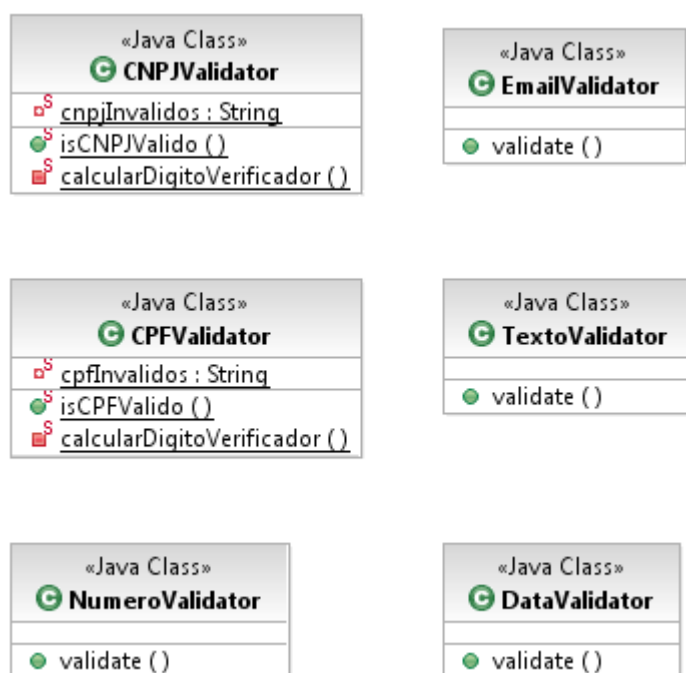 «Java Class»
CNPJValidator
cnpjInvalidos : String
isCNPJValido ( )
calcularDigitoVerificador ( )
«Java Class»
EmailValidator
validate ( )
«Java Class»
CPFValidator
cpfInvalidos : String
isCPFValido ( )
calcularDigitoVerificador ( )
«Java Class»
TextoValidator
validate ( )
«Java Class»
NumeroValidator
validate ( )
«Java Class»
DataValidator
validate ( )